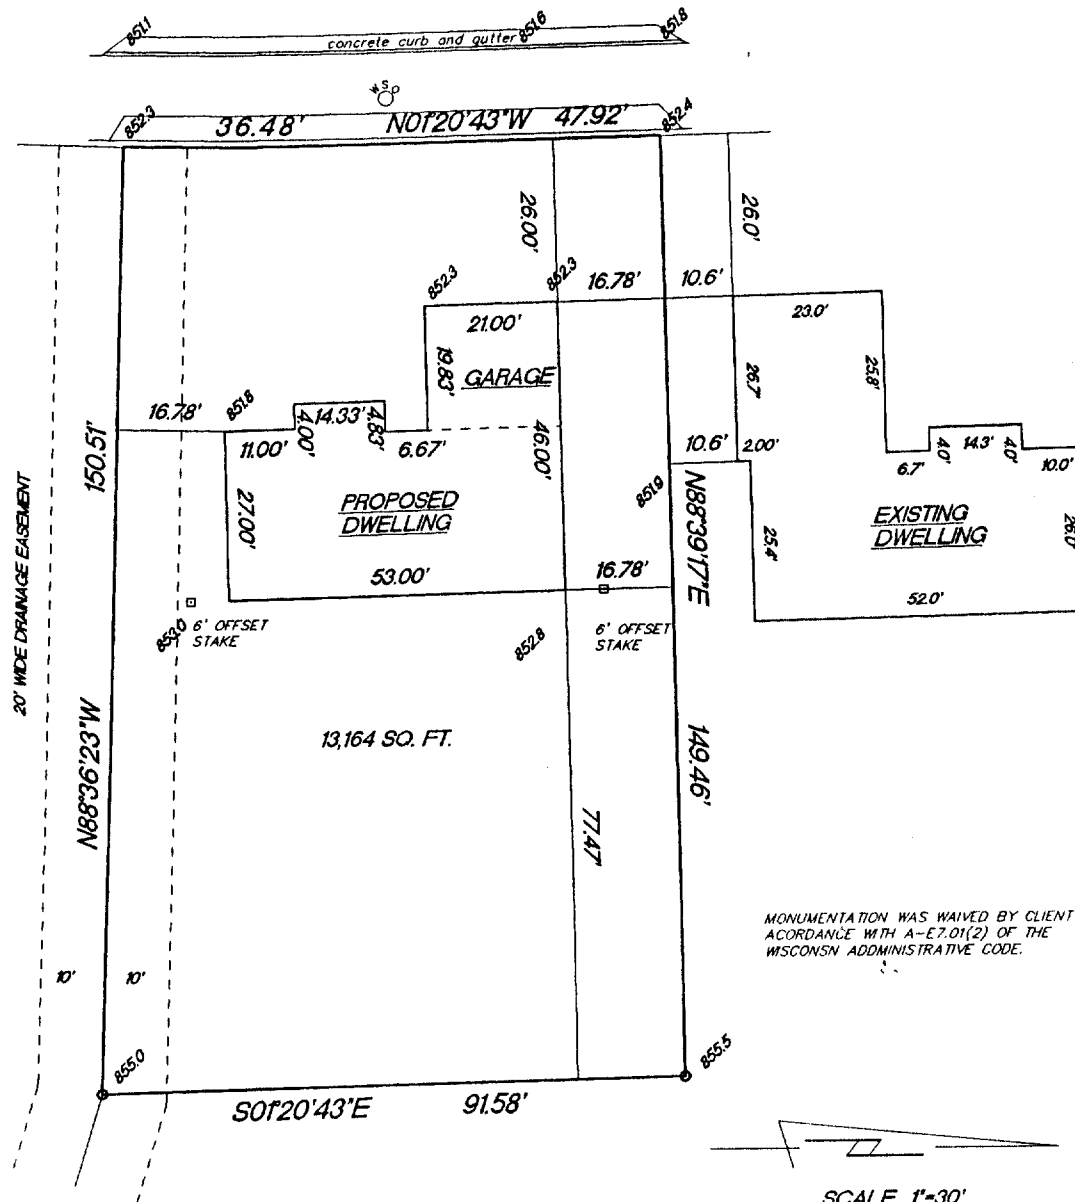 851.1
851.6
851.8
concrete curb and gutter
W S
852.3
36.48'
N01°20'43"W
47.92'
852.4
26.00'
26.0'
852.3
852.3
16.78'
10.6'
21.00'
23.0'
19.83'
GARAGE
26.7'
25.8'
16.78'
851.8
14.33'
4.00'
4.83'
11.00'
6.67'
46.00'
10.6'
2.00'
6.7'
4.0'
14.3'
4.0'
10.0'
150.51'
20' WIDE DRAINAGE EASEMENT
27.00'
PROPOSED
DWELLING
851.9
N88°39'17"E
EXISTING
DWELLING
25.4'
26.0'
53.00'
16.78'
52.0'
853.0
6' OFFSET
STAKE
852.8
6' OFFSET
STAKE
N88°36'23"W
13,164 SQ. FT.
149.46'
77.47'
MONUMENTATION WAS WAIVED BY CLIENT
ACORDANCE WITH A-E7.01(2) OF THE
WISCONSN ADDMINISTRATIVE CODE.
10'
10'
855.0
855.5
S01°20'43"E
91.58'
SCALE 1"=30'